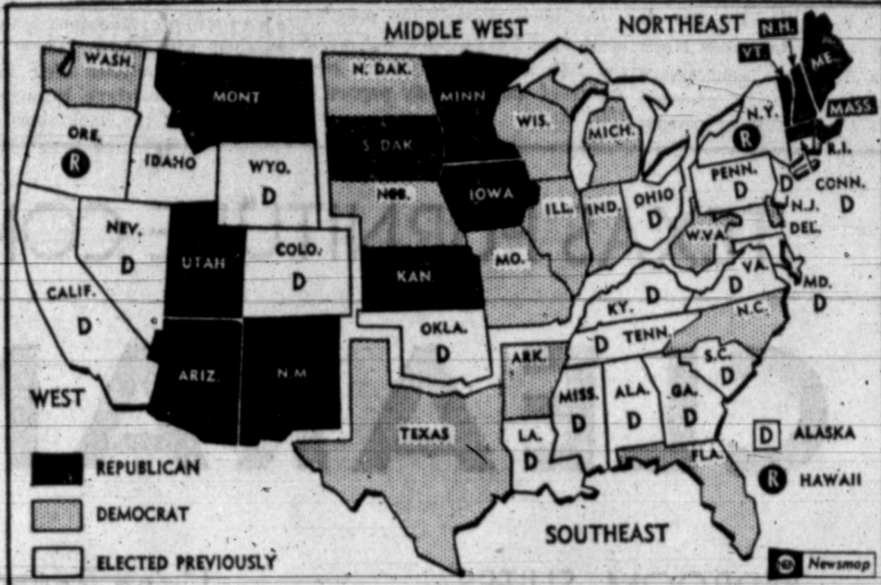 MIDDLE WEST
NORTHEAST
N.H.
VT.
ME.
WASH.
MONT
N. DAK.
MINN
ORE.
R
IDAHO
WYO.
D
S. DAK
WIS.
MICH.
N.Y.
R
MASS.
R.I.
NEB.
IOWA
ILL.
IND.
OHIO
D
PENN.
D
D
CONN.
D
N.J.
DEL.
NEV.
D
UTAH
COLO.
D
KAN.
MO.
W.VA.
VA.
D
MD.
D
CALIF.
D
OKLA.
D
KY.
D
D
TENN.
N.C.
ARIZ.
N.M
ARK.
S.C.
D
WEST
TEXAS
LA.
D
MISS.
D
ALA.
D
GA.
D
FLA.
D
ALASKA
R
HAWAII
REPUBLICAN
DEMOCRAT
ELECTED PREVIOUSLY
SOUTHEAST
NEA
Newsmap